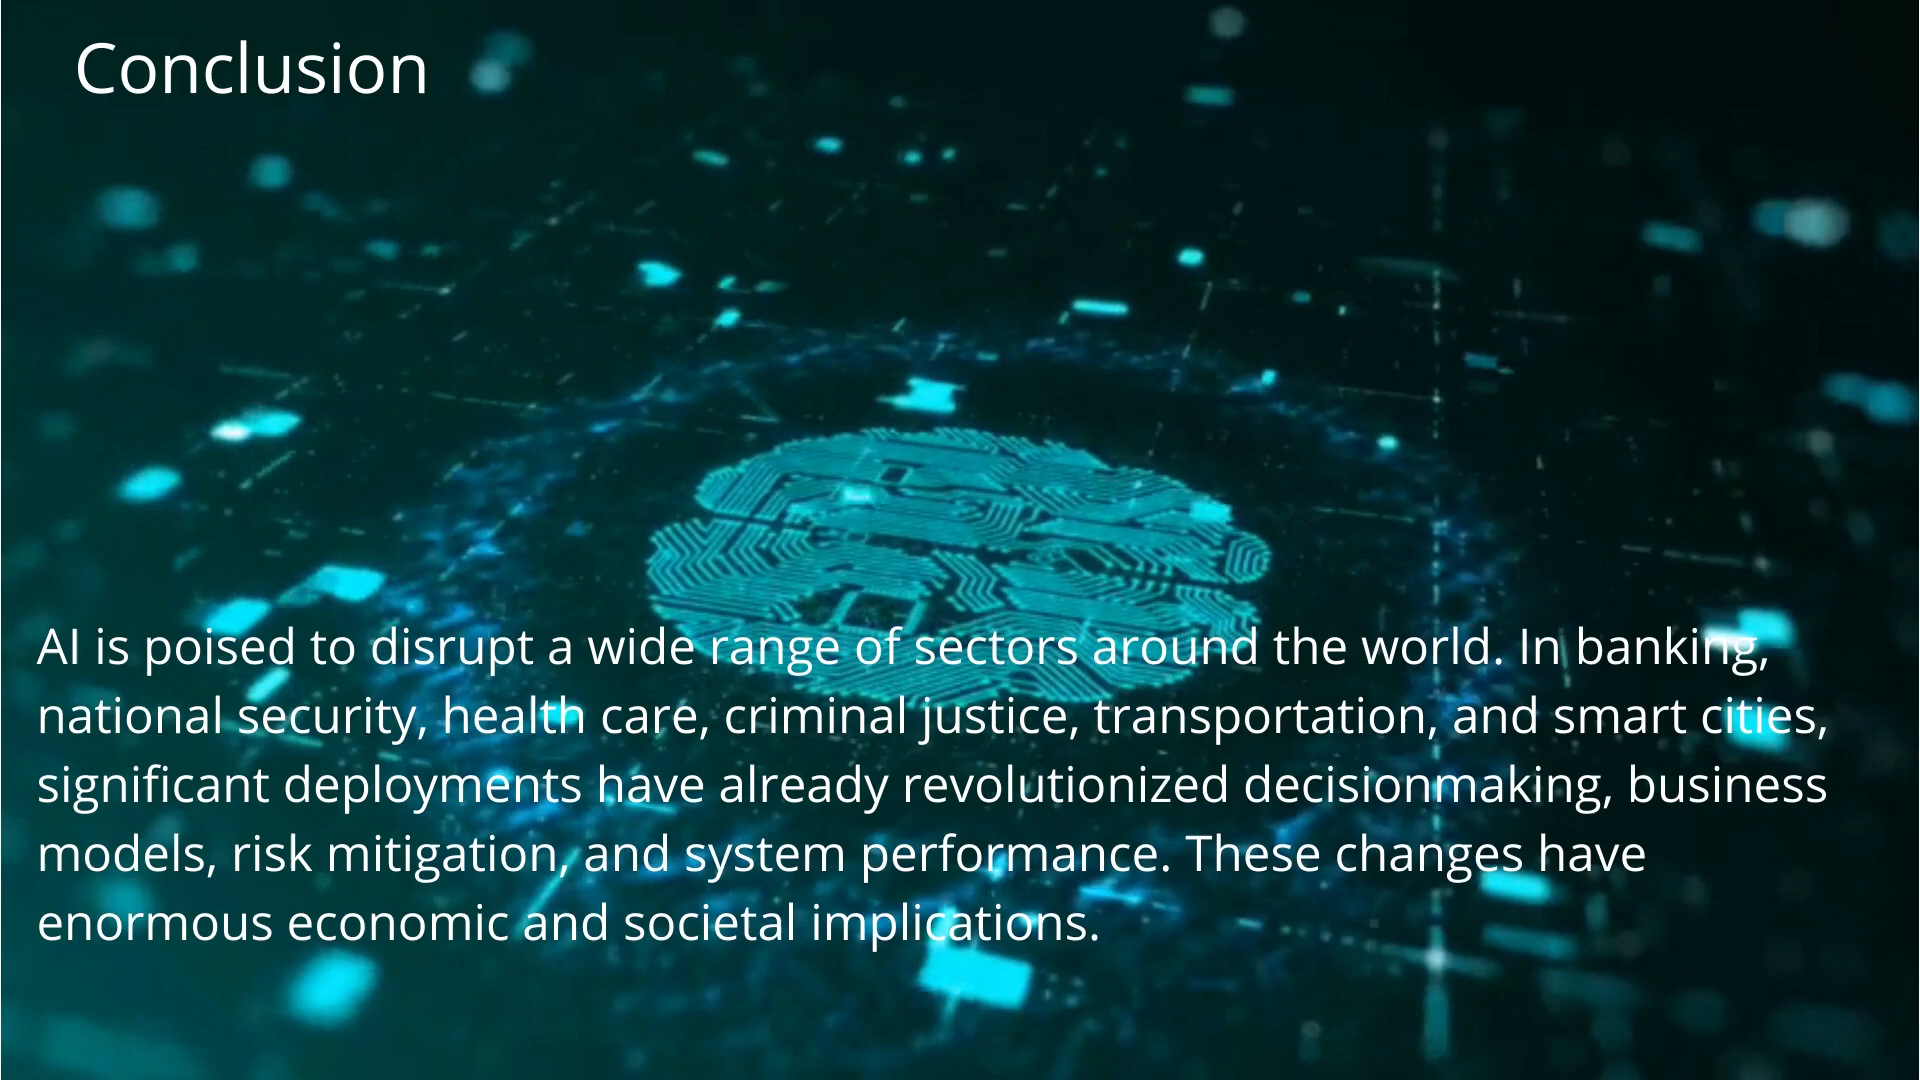 Conclusion
AI is poised to disrupt a wide range of sectors around the world. In banking,
national security, health care, criminal justice, transportation, and smart cities,
significant deployments have already revolutionized decisionmaking, business
models, risk mitigation, and system performance. These changes have
enormous economic and societal implications.